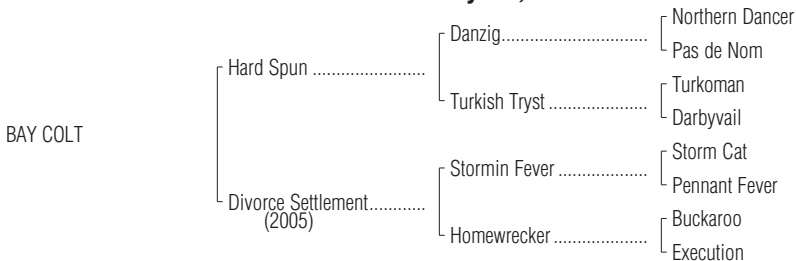 Northern Dancer
Danzig..............................
Pas de Nom
Hard Spun .......................
Turkoman
Turkish Tryst ....................
Darbyvail
BAY COLT
Storm Cat
Stormin Fever ..................
Pennant Fever
Divorce Settlement............
(2005)
Buckaroo
Homewrecker ...................
Execution